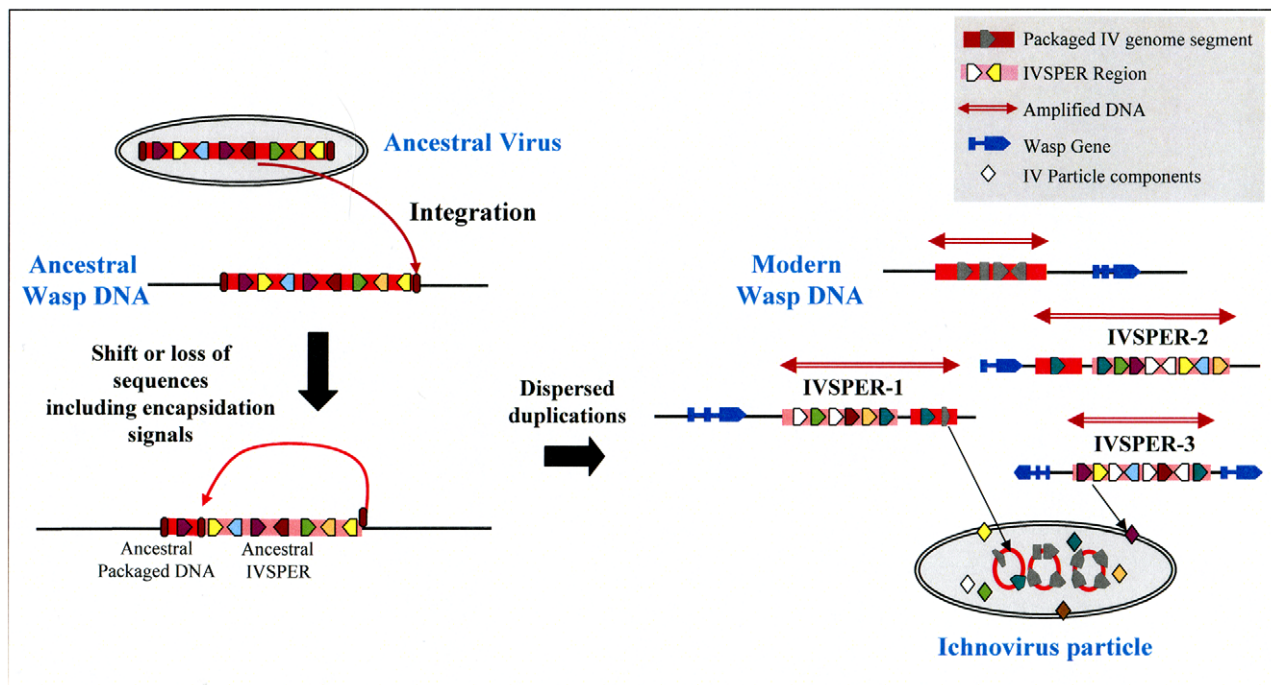 Packaged IV genome segment
IVSPER Region
Amplified DNA
Wasp Gene
IV Particle components
Ancestral Virus
Integration
Ancestral
Wasp DNA
Shift or loss of
sequences
including encapsidation
signals
Ancestral
Packaged DNA
Ancestral
IVSPER
Dispersed
duplications
Modern
Wasp DNA
IVSPER-2
IVSPER-1
IVSPER-3
Ichnovirus particle